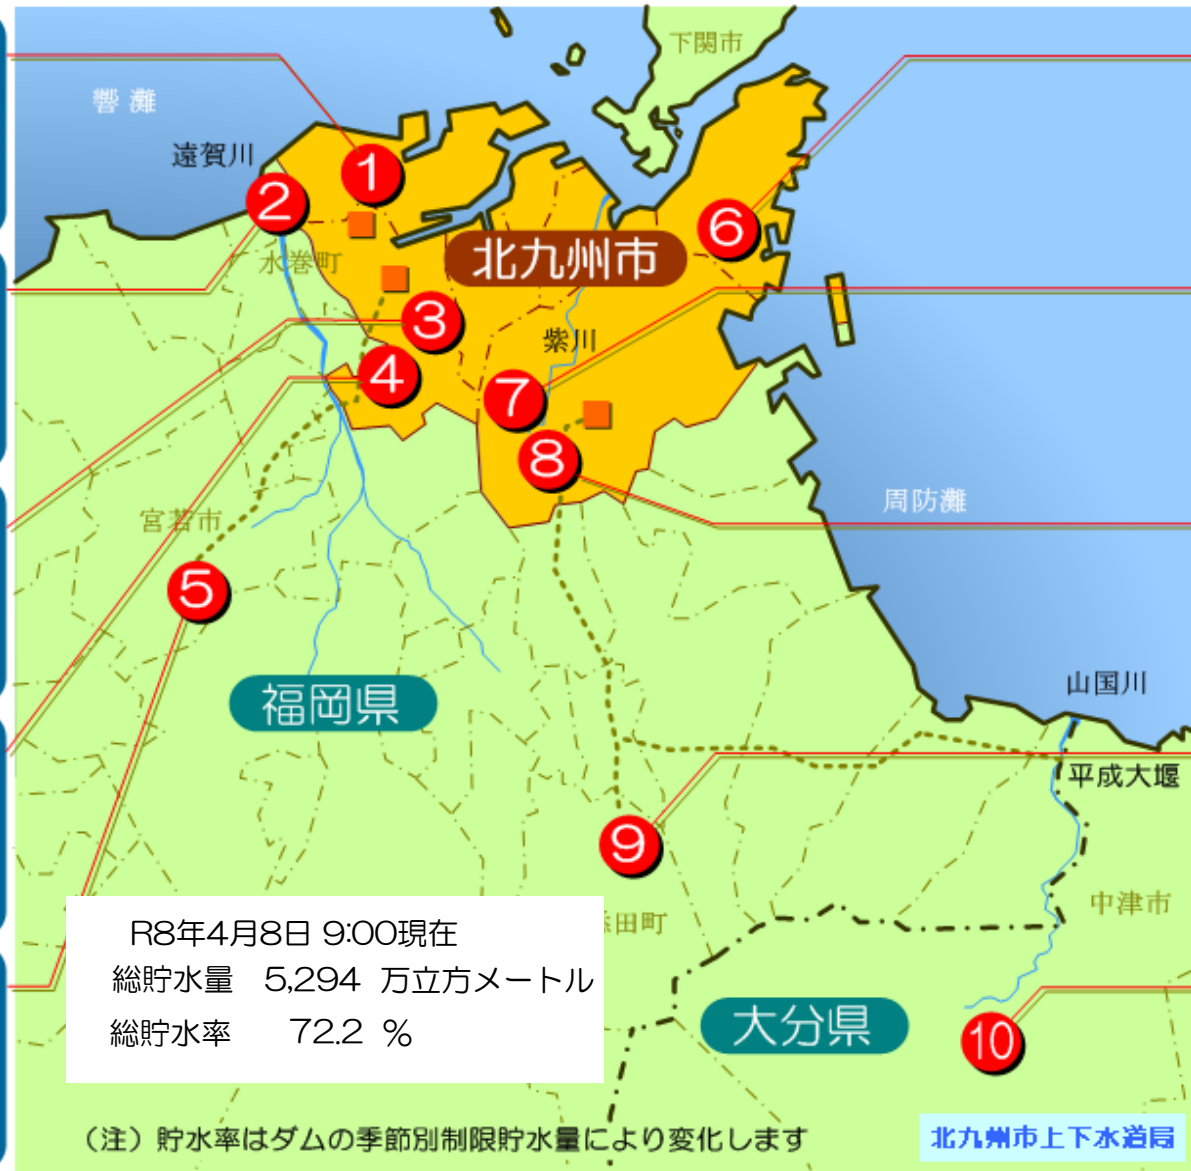 下関市
響灘
遠賀川
1
2
6
水巻町
北九州市
3
紫川
4
7
8
周防灘
宮若市
5
福岡県
山国川
平成大堰
9
中津市
田町
R8年4月8日 9:00現在
総貯水量 5,294 万立方メートル
総貯水率 72.2 %
大分県
10
（注）貯水率はダムの季節別制限貯水量により変化します
北九州市上下水道局